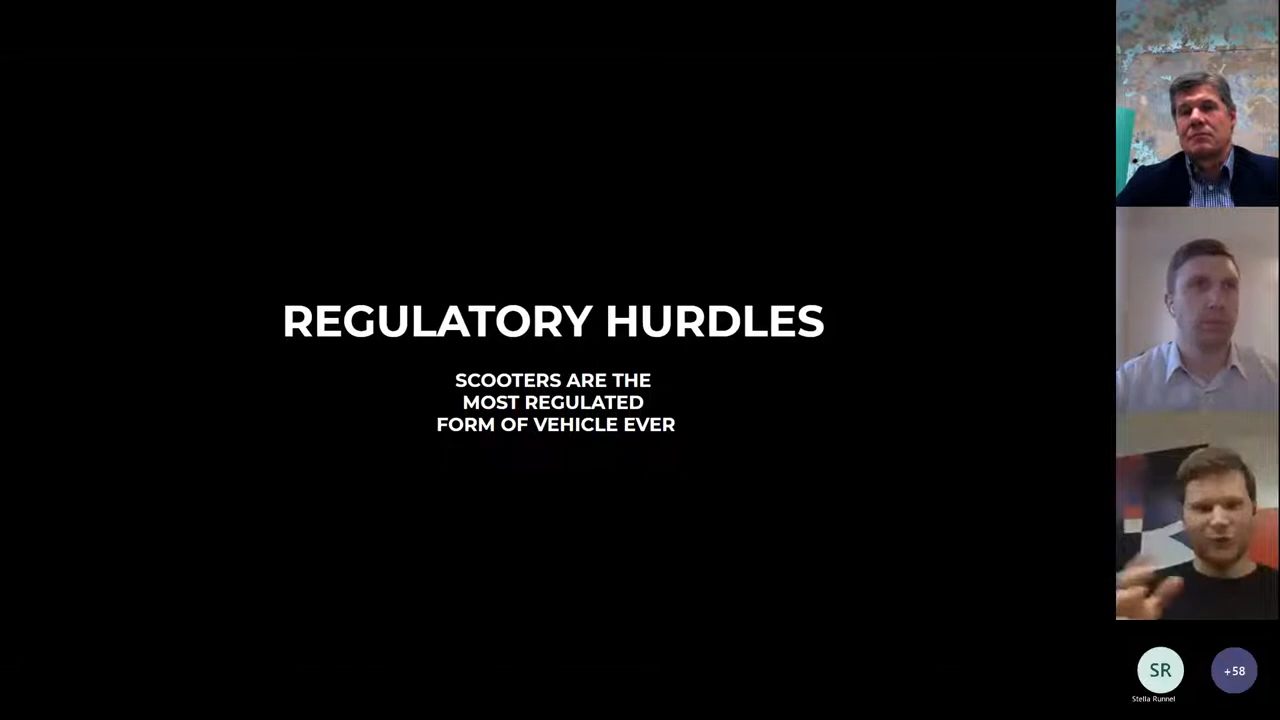 REGULATORY HURDLES
SCOOTERS ARE THE
MOST REGULATED
FORM OF VEHICLE EVER
SR
+58
Stella Runnel